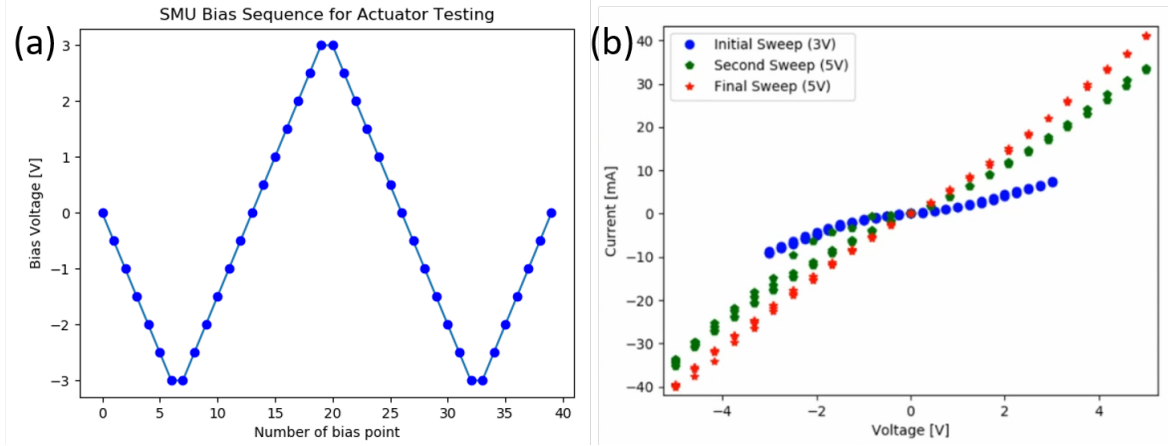 (a)
SMU Bias Sequence for Actuator Testing
3
2
1
0
−1
−2
−3
Bias Voltage [V]
0 5 10 15 20 25 30 35 40
Number of bias point
(b)
Initial Sweep (3V)
Second Sweep (5V)
Final Sweep (5V)
40
30
20
10
0
−10
−20
−30
−40
Current [mA]
−4 −2 0 2 4
Voltage [V]